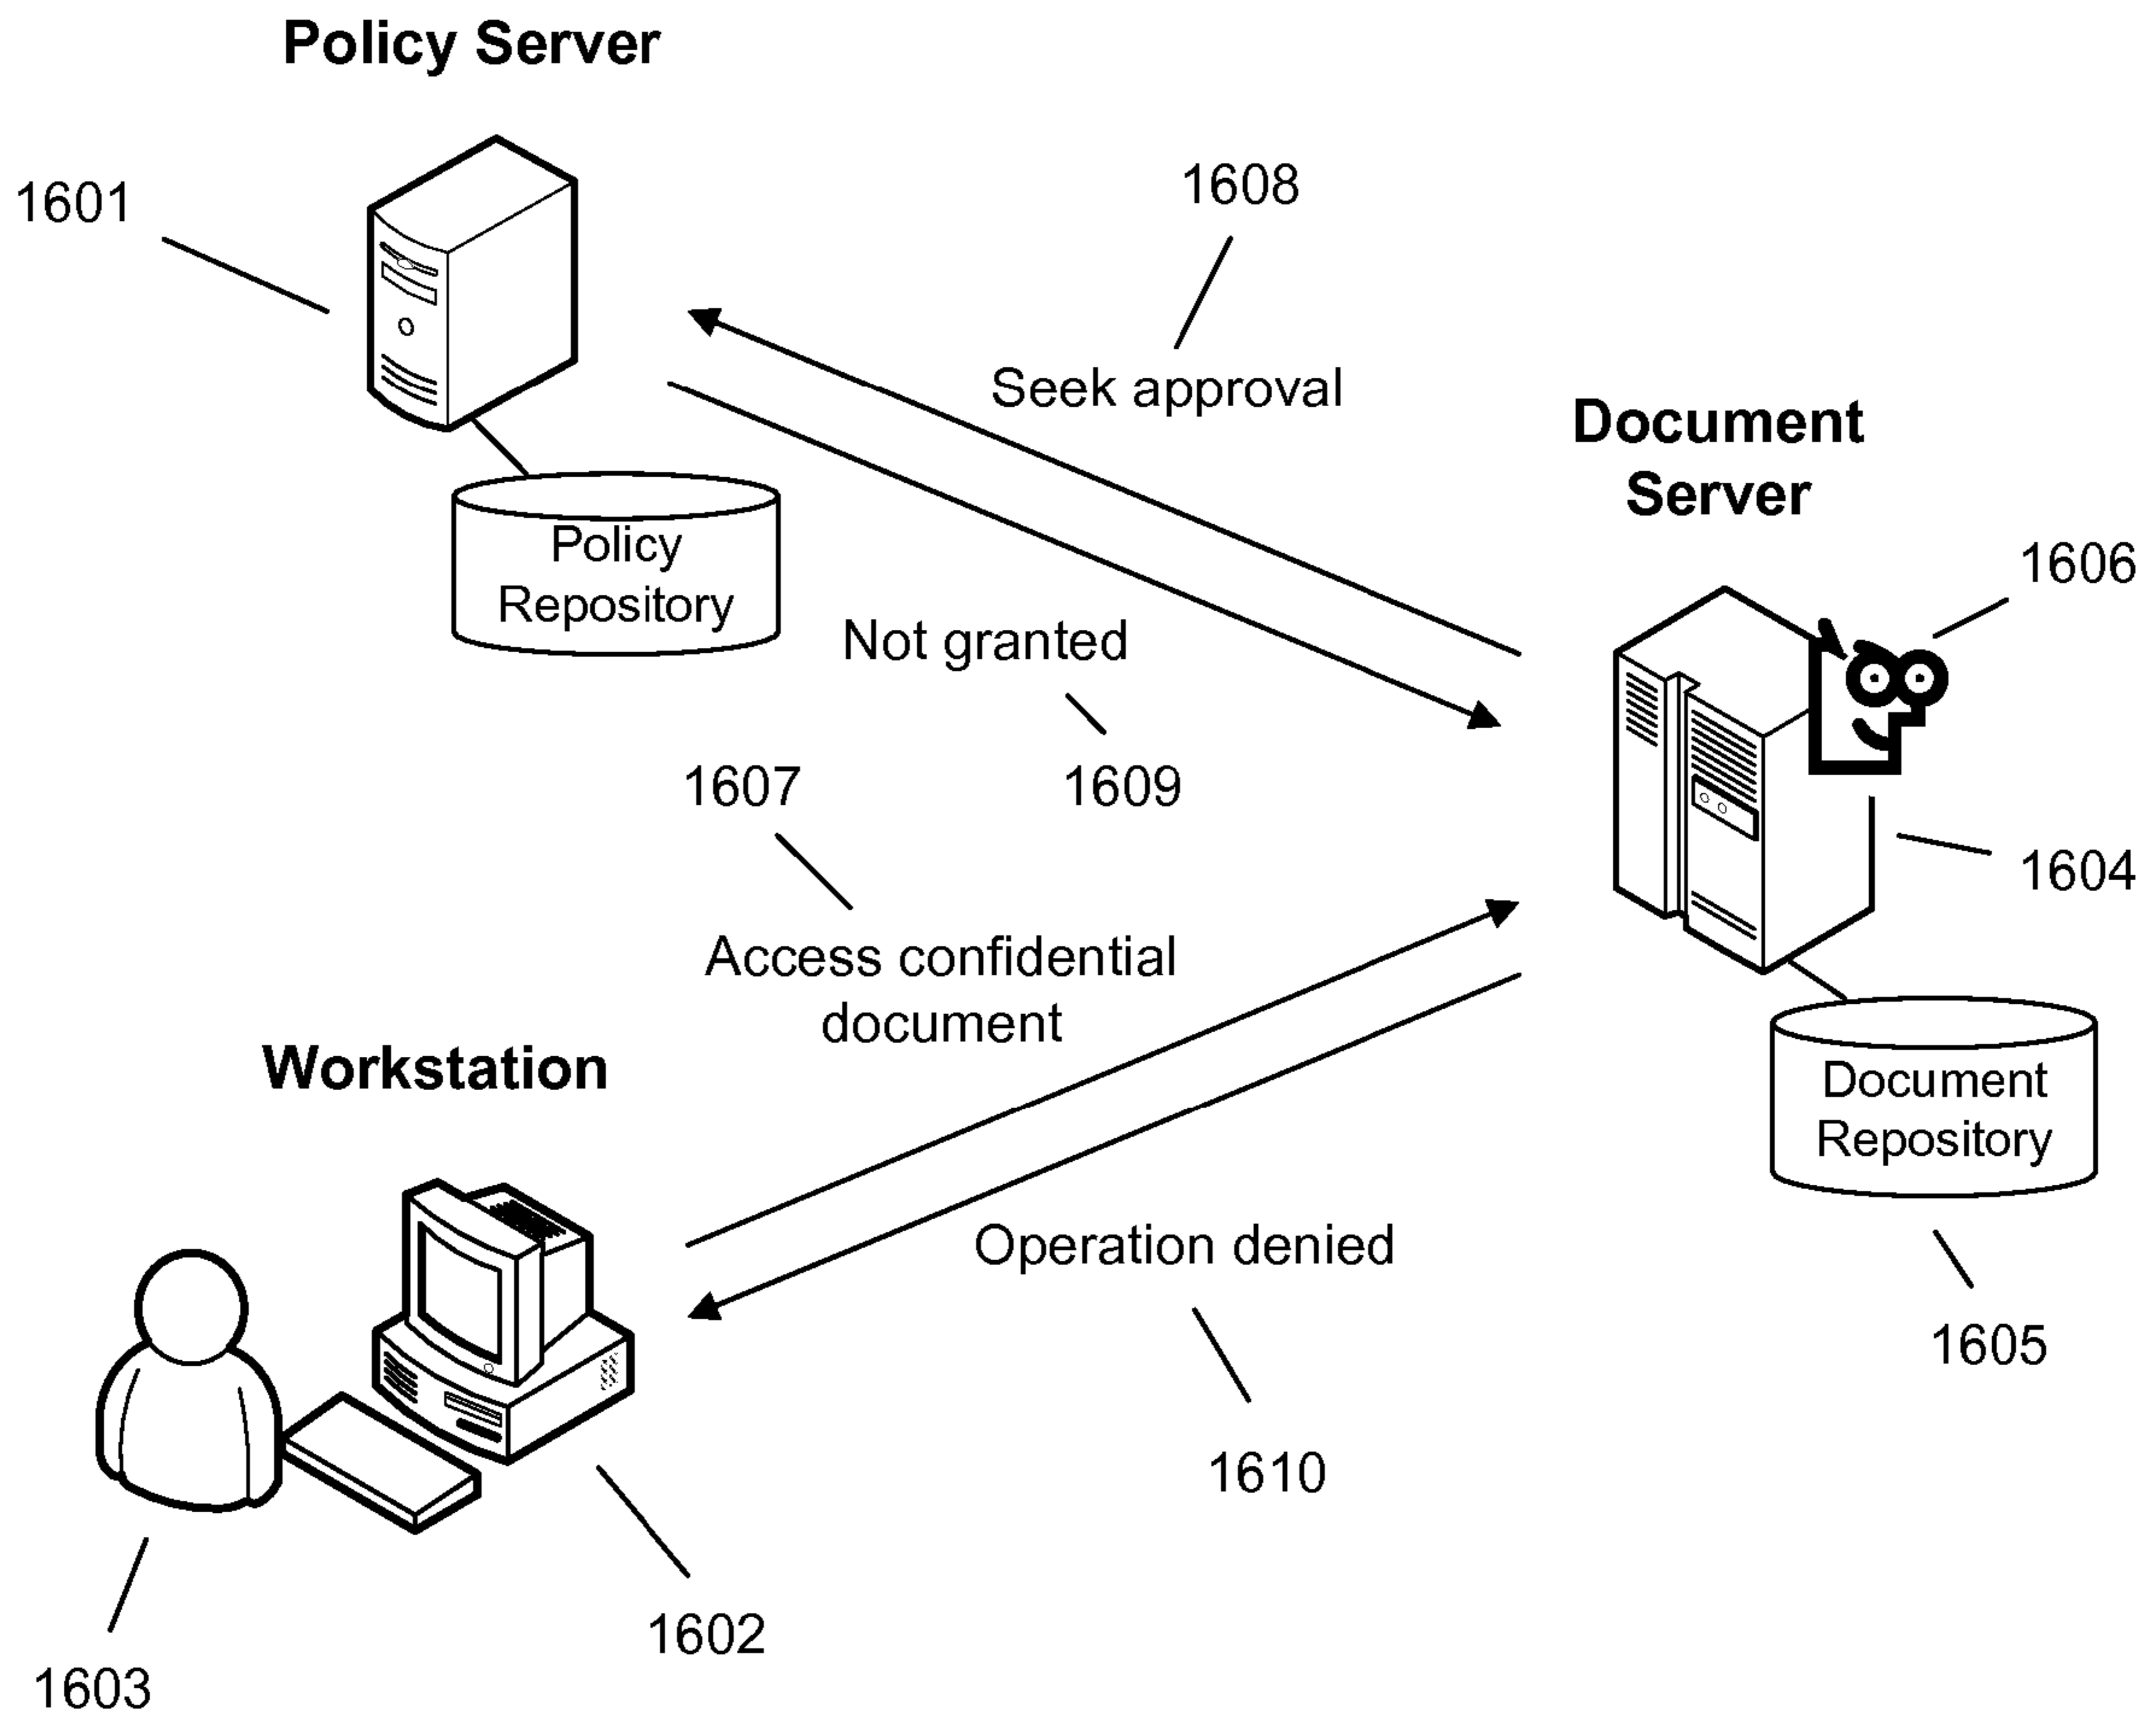 Policy Server
1601
1608
Seek approval
Document
Server
Policy
Repository
1606
Not granted
1607
1609
1604
Access confidential
document
Workstation
Document
Repository
Operation denied
1605
1610
1602
1603